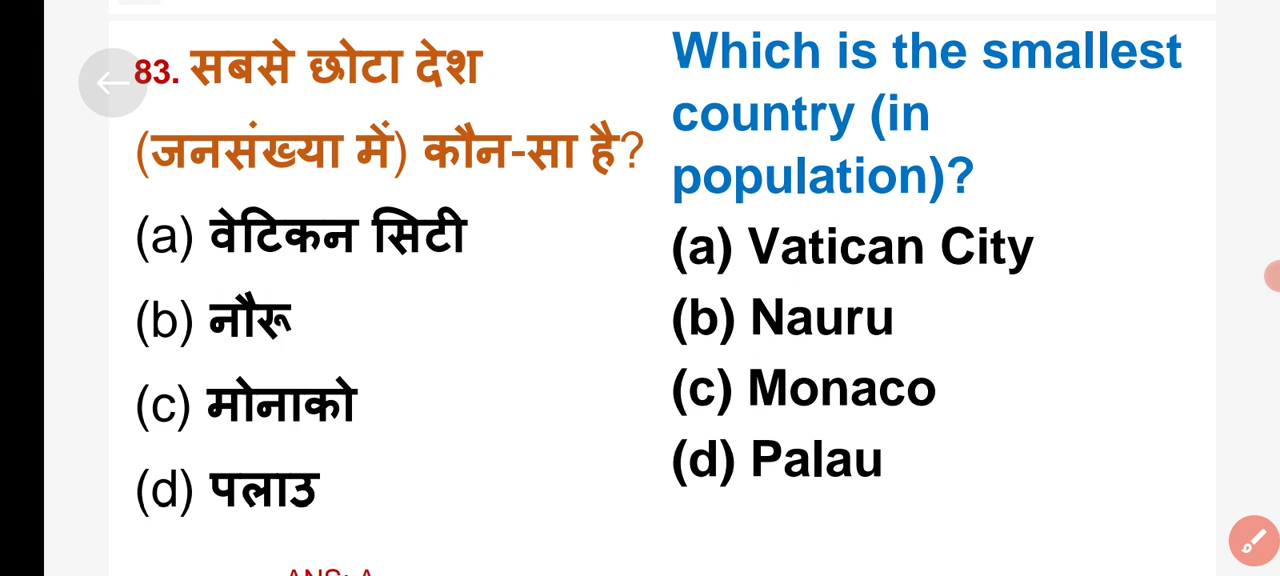 83. सबसे छोटा देश
(जनसंख्या में) कौन-सा है?
(a) वेटिकन सिटी
(b) नौरू
(c) मोनाको
(d) पलाउ
Which is the smallest
country (in
population)?
(a) Vatican City
(b) Nauru
(c) Monaco
(d) Palau
ANS: A